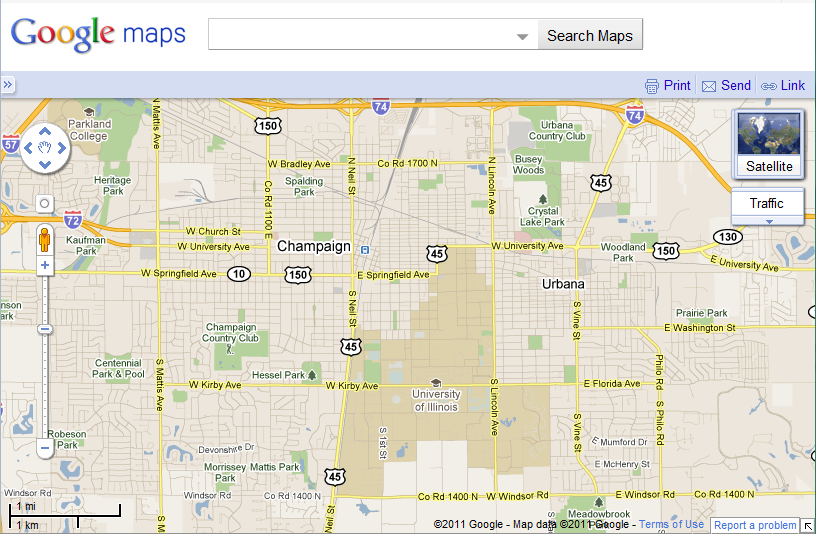 Google maps
Search Maps
»
Print
Send
Link
Parkland
College
N Mattis Ave
150
74
74
57
Urbana
Country Club
Busey
Woods
Satellite
Traffic
W Bradley Ave
Co Rd 1700 N
Spalding
Park
Heritage
Park
N Neil St
N Lincoln Ave
45
Co Rd 1100 E
Crystal
Lake Park
72
Kaufman
Park
W Church St
W University Ave
Champaign
45
W University Ave
Woodland
Park
150
130
E University Ave
W Springfield Ave
10
150
E Springfield Ave
Urbana
S Neil St
S Vine St
Prairie Park
E Washington St
Champaign
Country Club
45
Centennial
Park & Pool
S Mattis Ave
Hessel Park
W Kirby Ave
W Kirby Ave
University
of Illinois
S Lincoln Ave
E Florida Ave
Philo Rd
S Philo Rd
S Vine St
S 1st St
Robeson
Park
Devonshire Dr
Morrissey Mattis Park
Park
E Mumford Dr
E McHenry St
45
Windsor Rd
Windsor Rd
Windsor Rd
Co Rd 1400 N
W Windsor Rd
E Windsor Rd
Co Rd 1400 N
Meadowbrook
Neil St
1 mi
1 km
©2011 Google - Map data ©2011 Google - Terms of Use
Report a problem